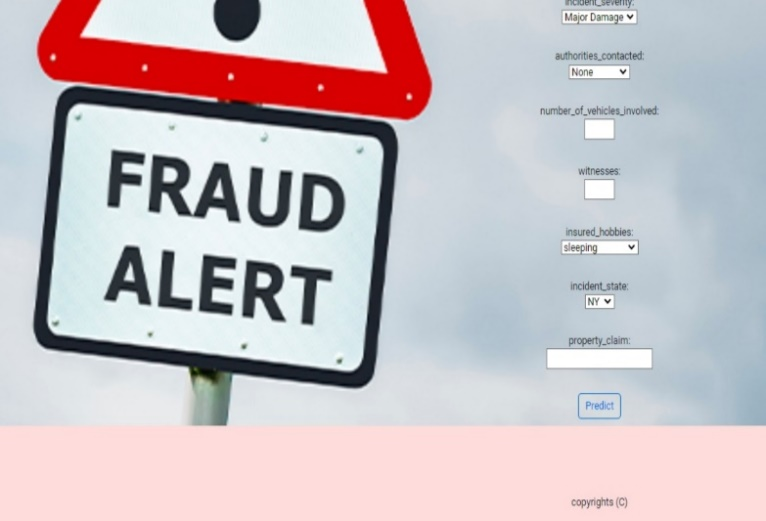 FRAUD
ALERT
incident_severity:
Major Damage
authorities_contacted:
None
number_of_vehicles_involved:
witnesses:
insured_hobbies:
sleeping
incident_state:
NY
property_claim:
Predict
copyrights (C)